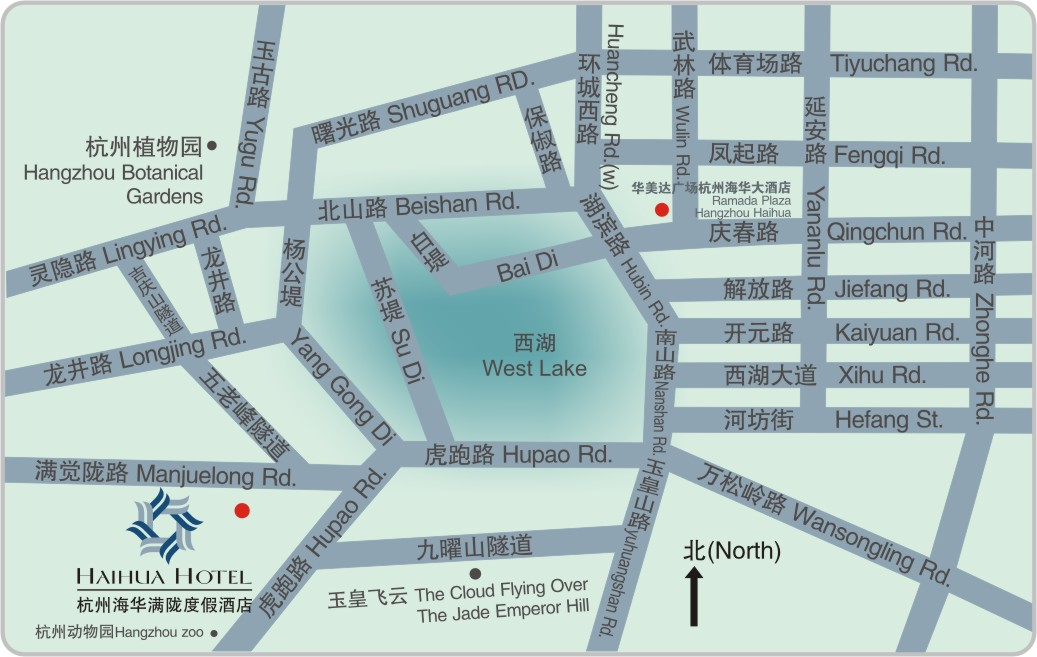 玉古路 Yugu Rd.
曙光路 Shuguang RD.
保俶路
环城西路
Huancheng Rd.(w)
武林路 Wulin Rd.
体育场路 Tiyuchang Rd.
延安路 Yananlu Rd.
凤起路 Fengqi Rd.
杭州植物园
Hangzhou Botanical
Gardens
华美达广场杭州海华大酒店
Ramada Plaza
Hangzhou Haihua
北山路 Beishan Rd.
灵隐路 Lingying Rd.
吉庆山隧道
龙井路
杨公堤
白堤
Bai Di
苏堤 Su Di
湖滨路 Hubin Rd.
庆春路 Qingchun Rd.
中河路 Zhonghe Rd.
解放路 Jiefang Rd.
开元路 Kaiyuan Rd.
西湖大道 Xihu Rd.
河坊街 Hefang St.
西湖
West Lake
南山路 Nanshan Rd.
龙井路 Longjing Rd.
Yang Gong Di
五老峰隧道
满觉陇路 Manjuelong Rd.
虎跑路 Hupao Rd.
虎跑路 Hupao Rd.
玉皇山路 yuhuangshan Rd.
万松岭路 Wansongling Rd.
九曜山隧道
玉皇飞云 The Cloud Flying Over
The Jade Emperor Hill
北(North)
HAIHUA HOTEL
杭州海华满陇度假酒店
杭州动物园Hangzhou zoo